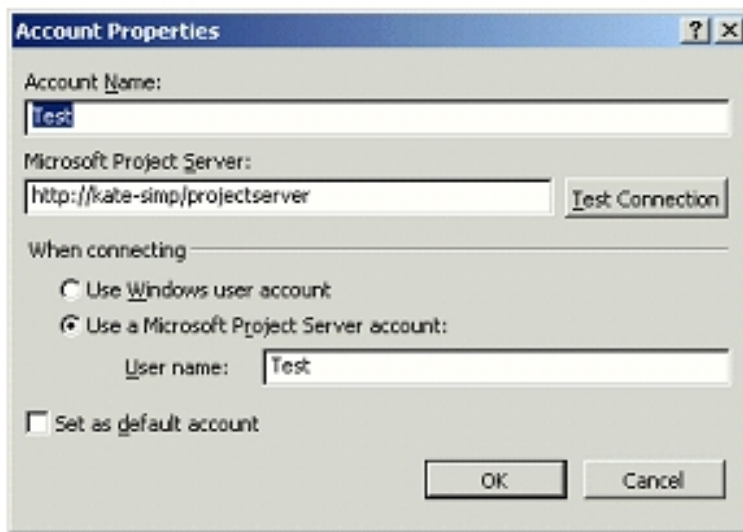 Account Properties
Account Name:
Test
Microsoft Project Server:
http://kate-simp/projectserver
Test Connection
When connecting
Use Windows user account
Use a Microsoft Project Server account:
User name:
Test
Set as default account
OK
Cancel